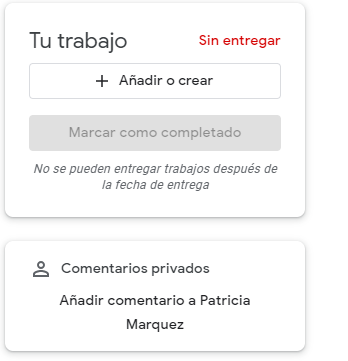 Tu trabajo
Sin entregar
Añadir o crear
Marcar como completado
No se pueden entregar trabajos después de
la fecha de entrega
Comentarios privados
Añadir comentario a Patricia
Marquez